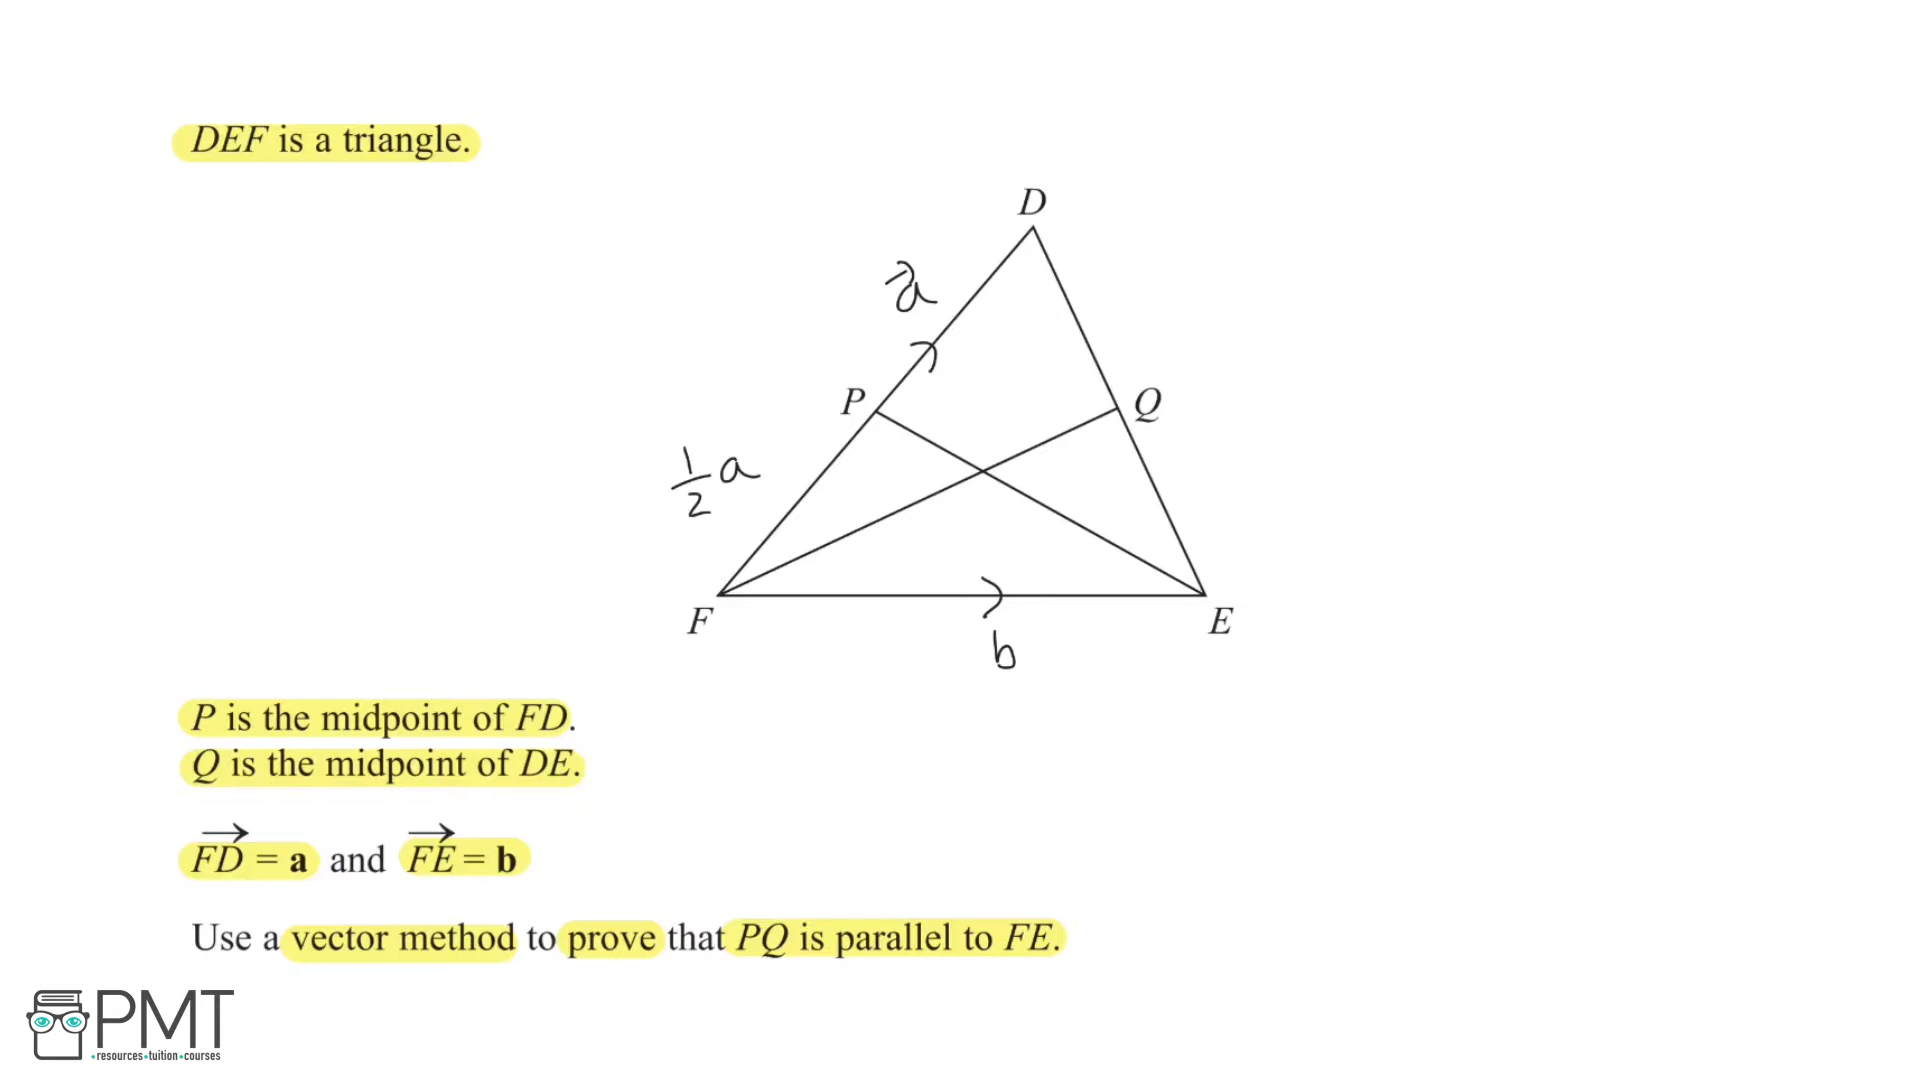 DEF is a triangle.
D
a
P
Q
1/2 a
F
E
b
P is the midpoint of FD.
Q is the midpoint of DE.
FD = a and FE = b
Use a vector method to prove that PQ is parallel to FE.
PMT
•resources•tuition•courses